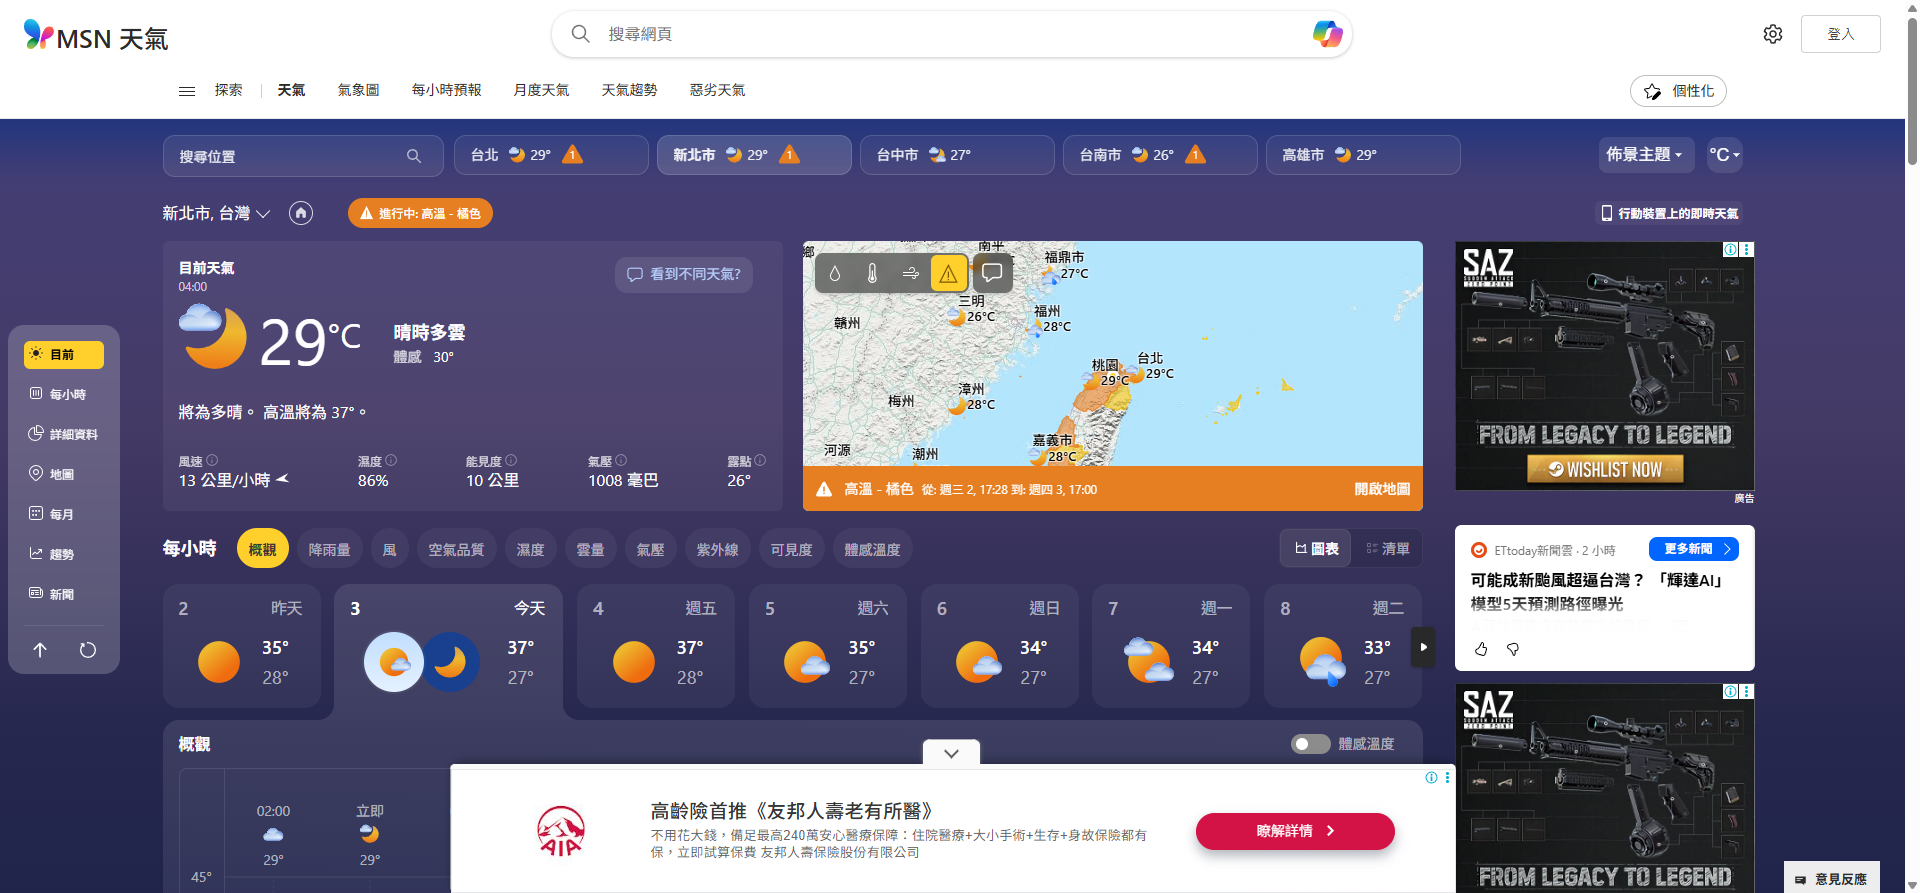 MSN 天氣
搜尋網頁
登入
探索
天氣
氣象圖
每小時預報
月度天氣
天氣趨勢
惡劣天氣
個性化
搜尋位置
台北 29° 1
新北市 29° 1
台中市 27°
台南市 26° 1
高雄市 29°
佈景主題
°C
新北市, 台灣
進行中: 高溫 - 橘色
行動裝置上的即時天氣
目前
每小時
詳細資料
地圖
每月
趨勢
新聞
目前天氣
04:00
看到不同天氣?
29°C
晴時多雲
體感 30°
將為多晴。 高溫將為 37°。
風速
13 公里/小時
濕度
86%
能見度
10 公里
氣壓
1008 毫巴
露點
26°
鄉
南平
福鼎市
27°C
三明
26°C
福州
28°C
贛州
台北
29°C
桃園
29°C
漳州
28°C
梅州
嘉義市
28°C
河源
潮州
高溫 - 橘色 從: 週三 2, 17:28 到: 週四 3, 17:00
開啟地圖
SAZ
SUDDEN ATTACK
ZERO POINT
FROM LEGACY TO LEGEND
WISHLIST NOW
廣告
每小時
概觀
降雨量
風
空氣品質
濕度
雲量
氣壓
紫外線
可見度
體感溫度
圖表
清單
2 昨天
35°
28°
3 今天
37°
27°
4 週五
37°
28°
5 週六
35°
27°
6 週日
34°
27°
7 週一
34°
27°
8 週二
33°
27°
ETtoday新聞雲 · 2 小時
更多新聞
可能成新颱風超逼台灣？ 「輝達AI」
模型5天預測路徑曝光
概觀
體感溫度
02:00
29°
立即
29°
45°
AIA
高齡險首推《友邦人壽老有所醫》
不用花大錢，備足最高240萬安心醫療保障：住院醫療+大小手術+生存+身故保險都有
保，立即試算保費 友邦人壽保險股份有限公司
瞭解詳情
SAZ
SUDDEN ATTACK
ZERO POINT
FROM LEGACY TO LEGEND
意見反應